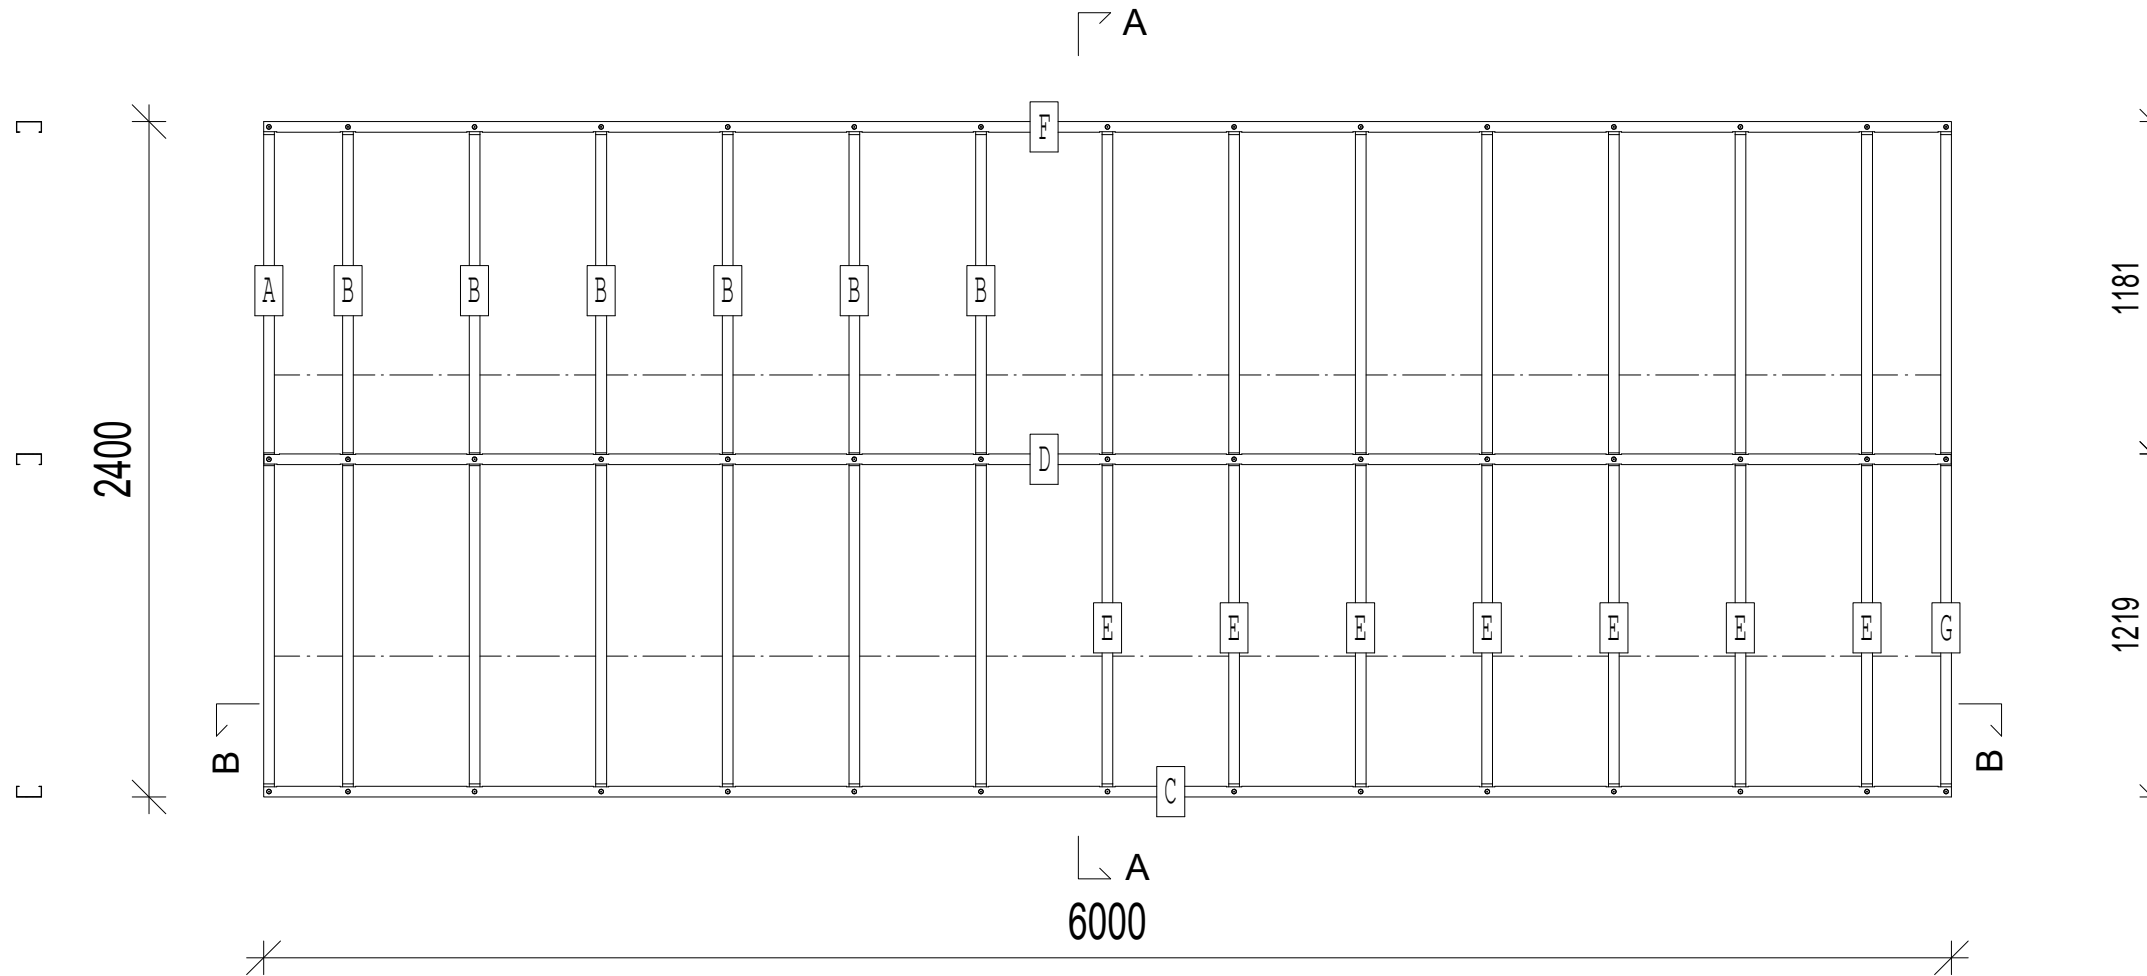 A
F
A B B B B B B
1181
2400
D
E E E E E E E G
1219
B B
C
A
6000